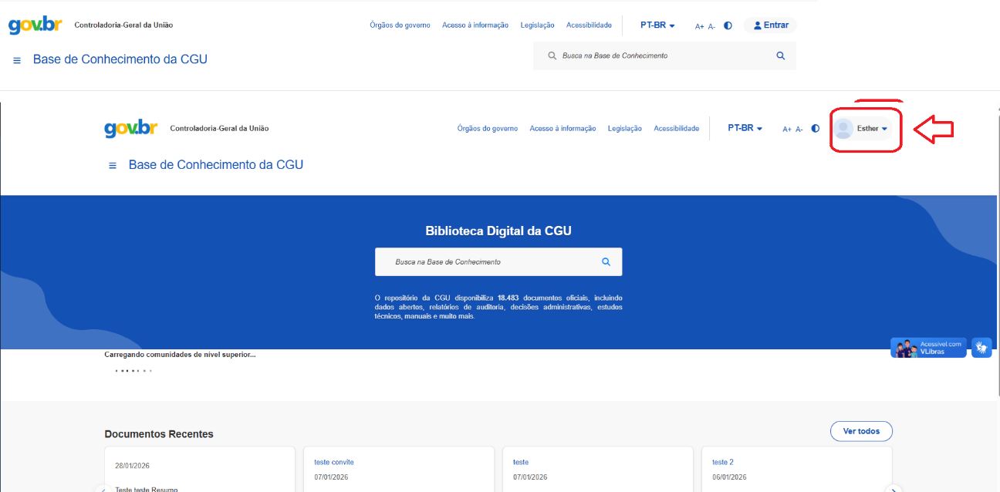 gov.br Controladoria-Geral da União Órgãos do governo Acesso à informação Legislação Acessibilidade PT-BR A+ A- Entrar
Base de Conhecimento da CGU Busca na Base de Conhecimento
gov.br Controladoria-Geral da União Órgãos do governo Acesso à informação Legislação Acessibilidade PT-BR A+ A- Esther
Base de Conhecimento da CGU
Biblioteca Digital da CGU
Busca na Base de Conhecimento
O repositório da CGU disponibiliza 18.483 documentos oficiais, incluindo
dados abertos, relatórios de auditoria, decisões administrativas, estudos
técnicos, manuais e muito mais.
Acessível com
VLibras
Carregando comunidades de nível superior...
Documentos Recentes Ver todos
28/01/2026
Teste teste Resumo
teste convite
07/01/2026
teste
07/01/2026
teste 2
06/01/2026